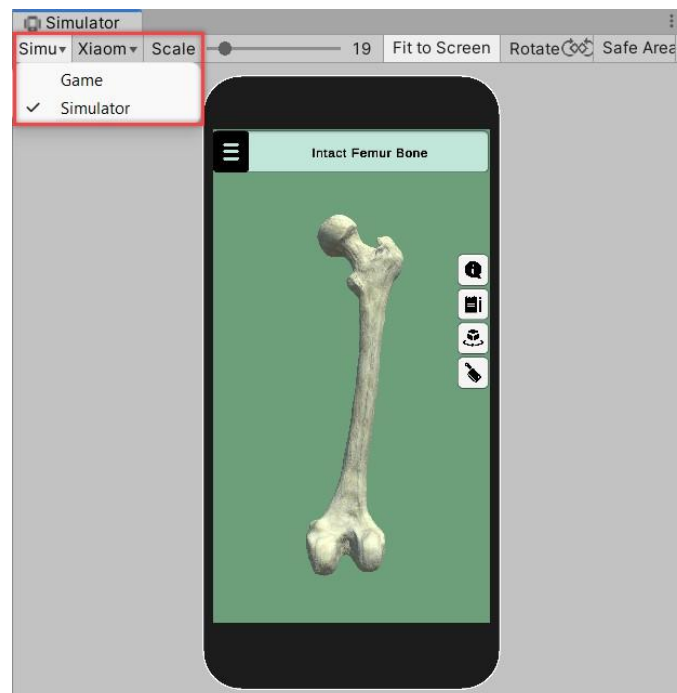 Simulator
Simu Xiaom Scale 19 Fit to Screen Rotate Safe Area
Game
Simulator
Intact Femur Bone